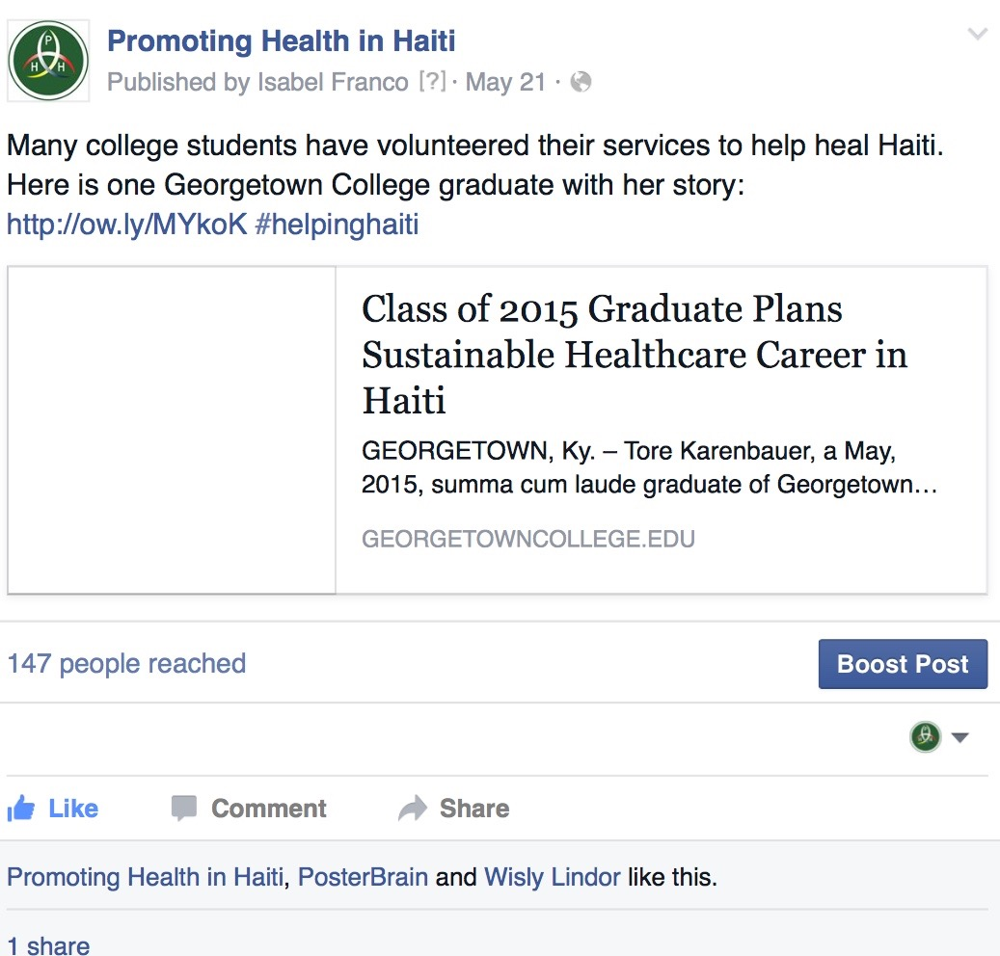 P
H H
Promoting Health in Haiti
Published by Isabel Franco [?] · May 21 ·
Many college students have volunteered their services to help heal Haiti.
Here is one Georgetown College graduate with her story:
http://ow.ly/MYkoK #helpinghaiti
Class of 2015 Graduate Plans
Sustainable Healthcare Career in
Haiti
GEORGETOWN, Ky. – Tore Karenbauer, a May,
2015, summa cum laude graduate of Georgetown...
GEORGETOWNCOLLEGE.EDU
147 people reached
Boost Post
Like Comment Share
Promoting Health in Haiti, PosterBrain and Wisly Lindor like this.
1 share